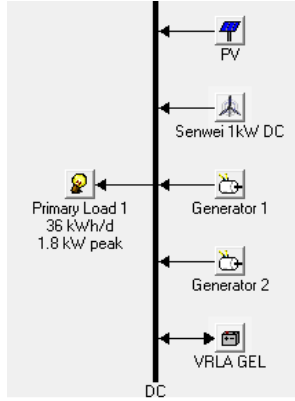 PV
Senwei 1kW DC
Primary Load 1
36 kWh/d
1.8 kW peak
Generator 1
Generator 2
VRLA GEL
DC